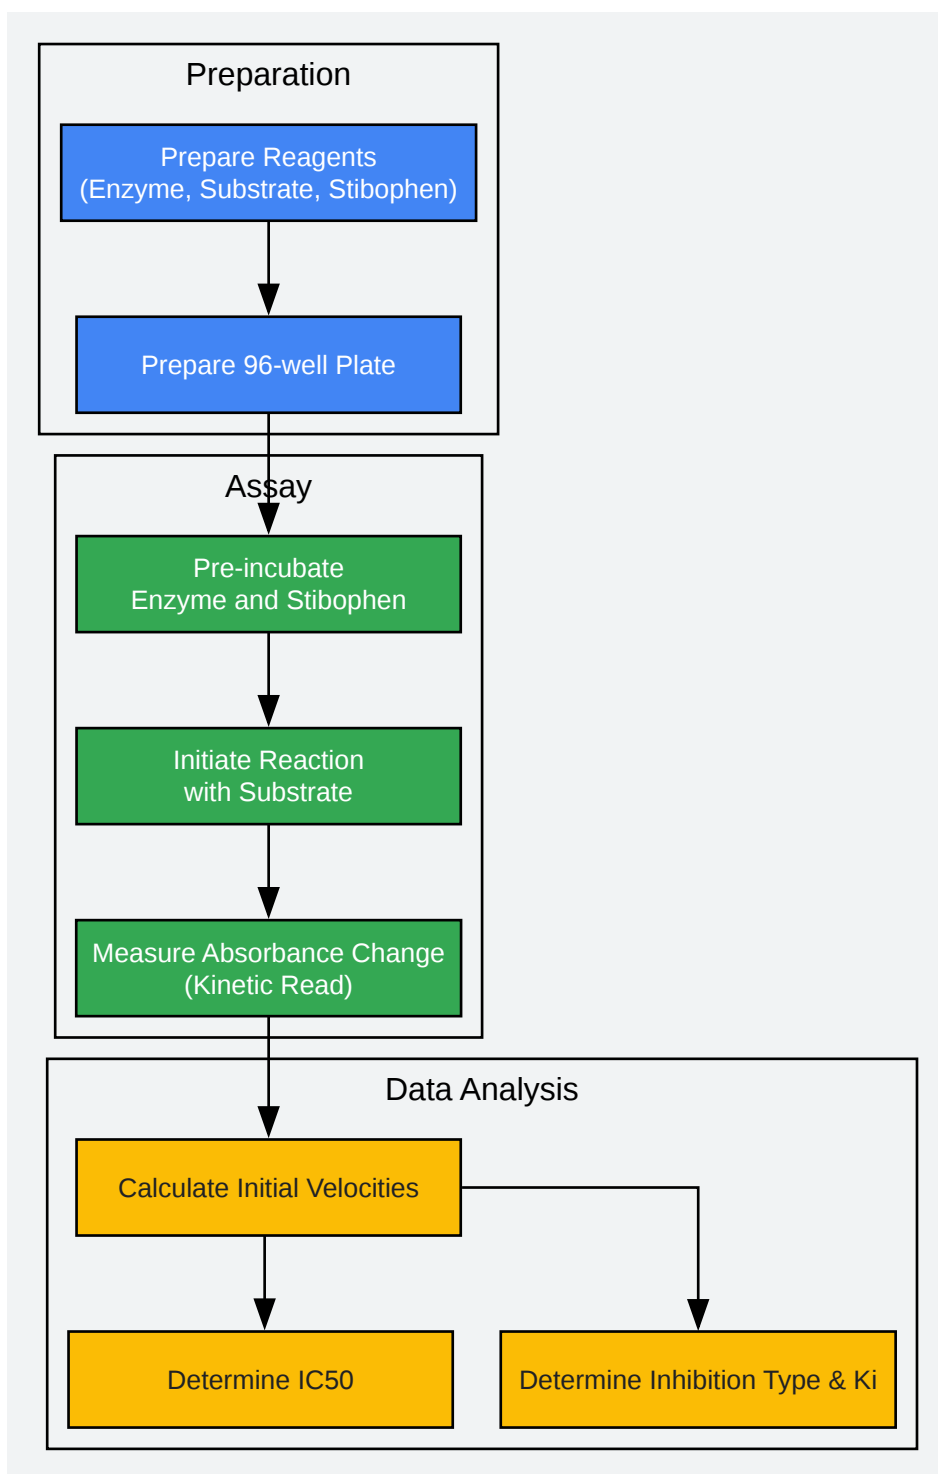 Preparation
Prepare Reagents
(Enzyme, Substrate, Stibophen)
Prepare 96-well Plate
Assay
Pre-incubate
Enzyme and Stibophen
Initiate Reaction
with Substrate
Measure Absorbance Change
(Kinetic Read)
Data Analysis
Calculate Initial Velocities
Determine IC50
Determine Inhibition Type & Ki